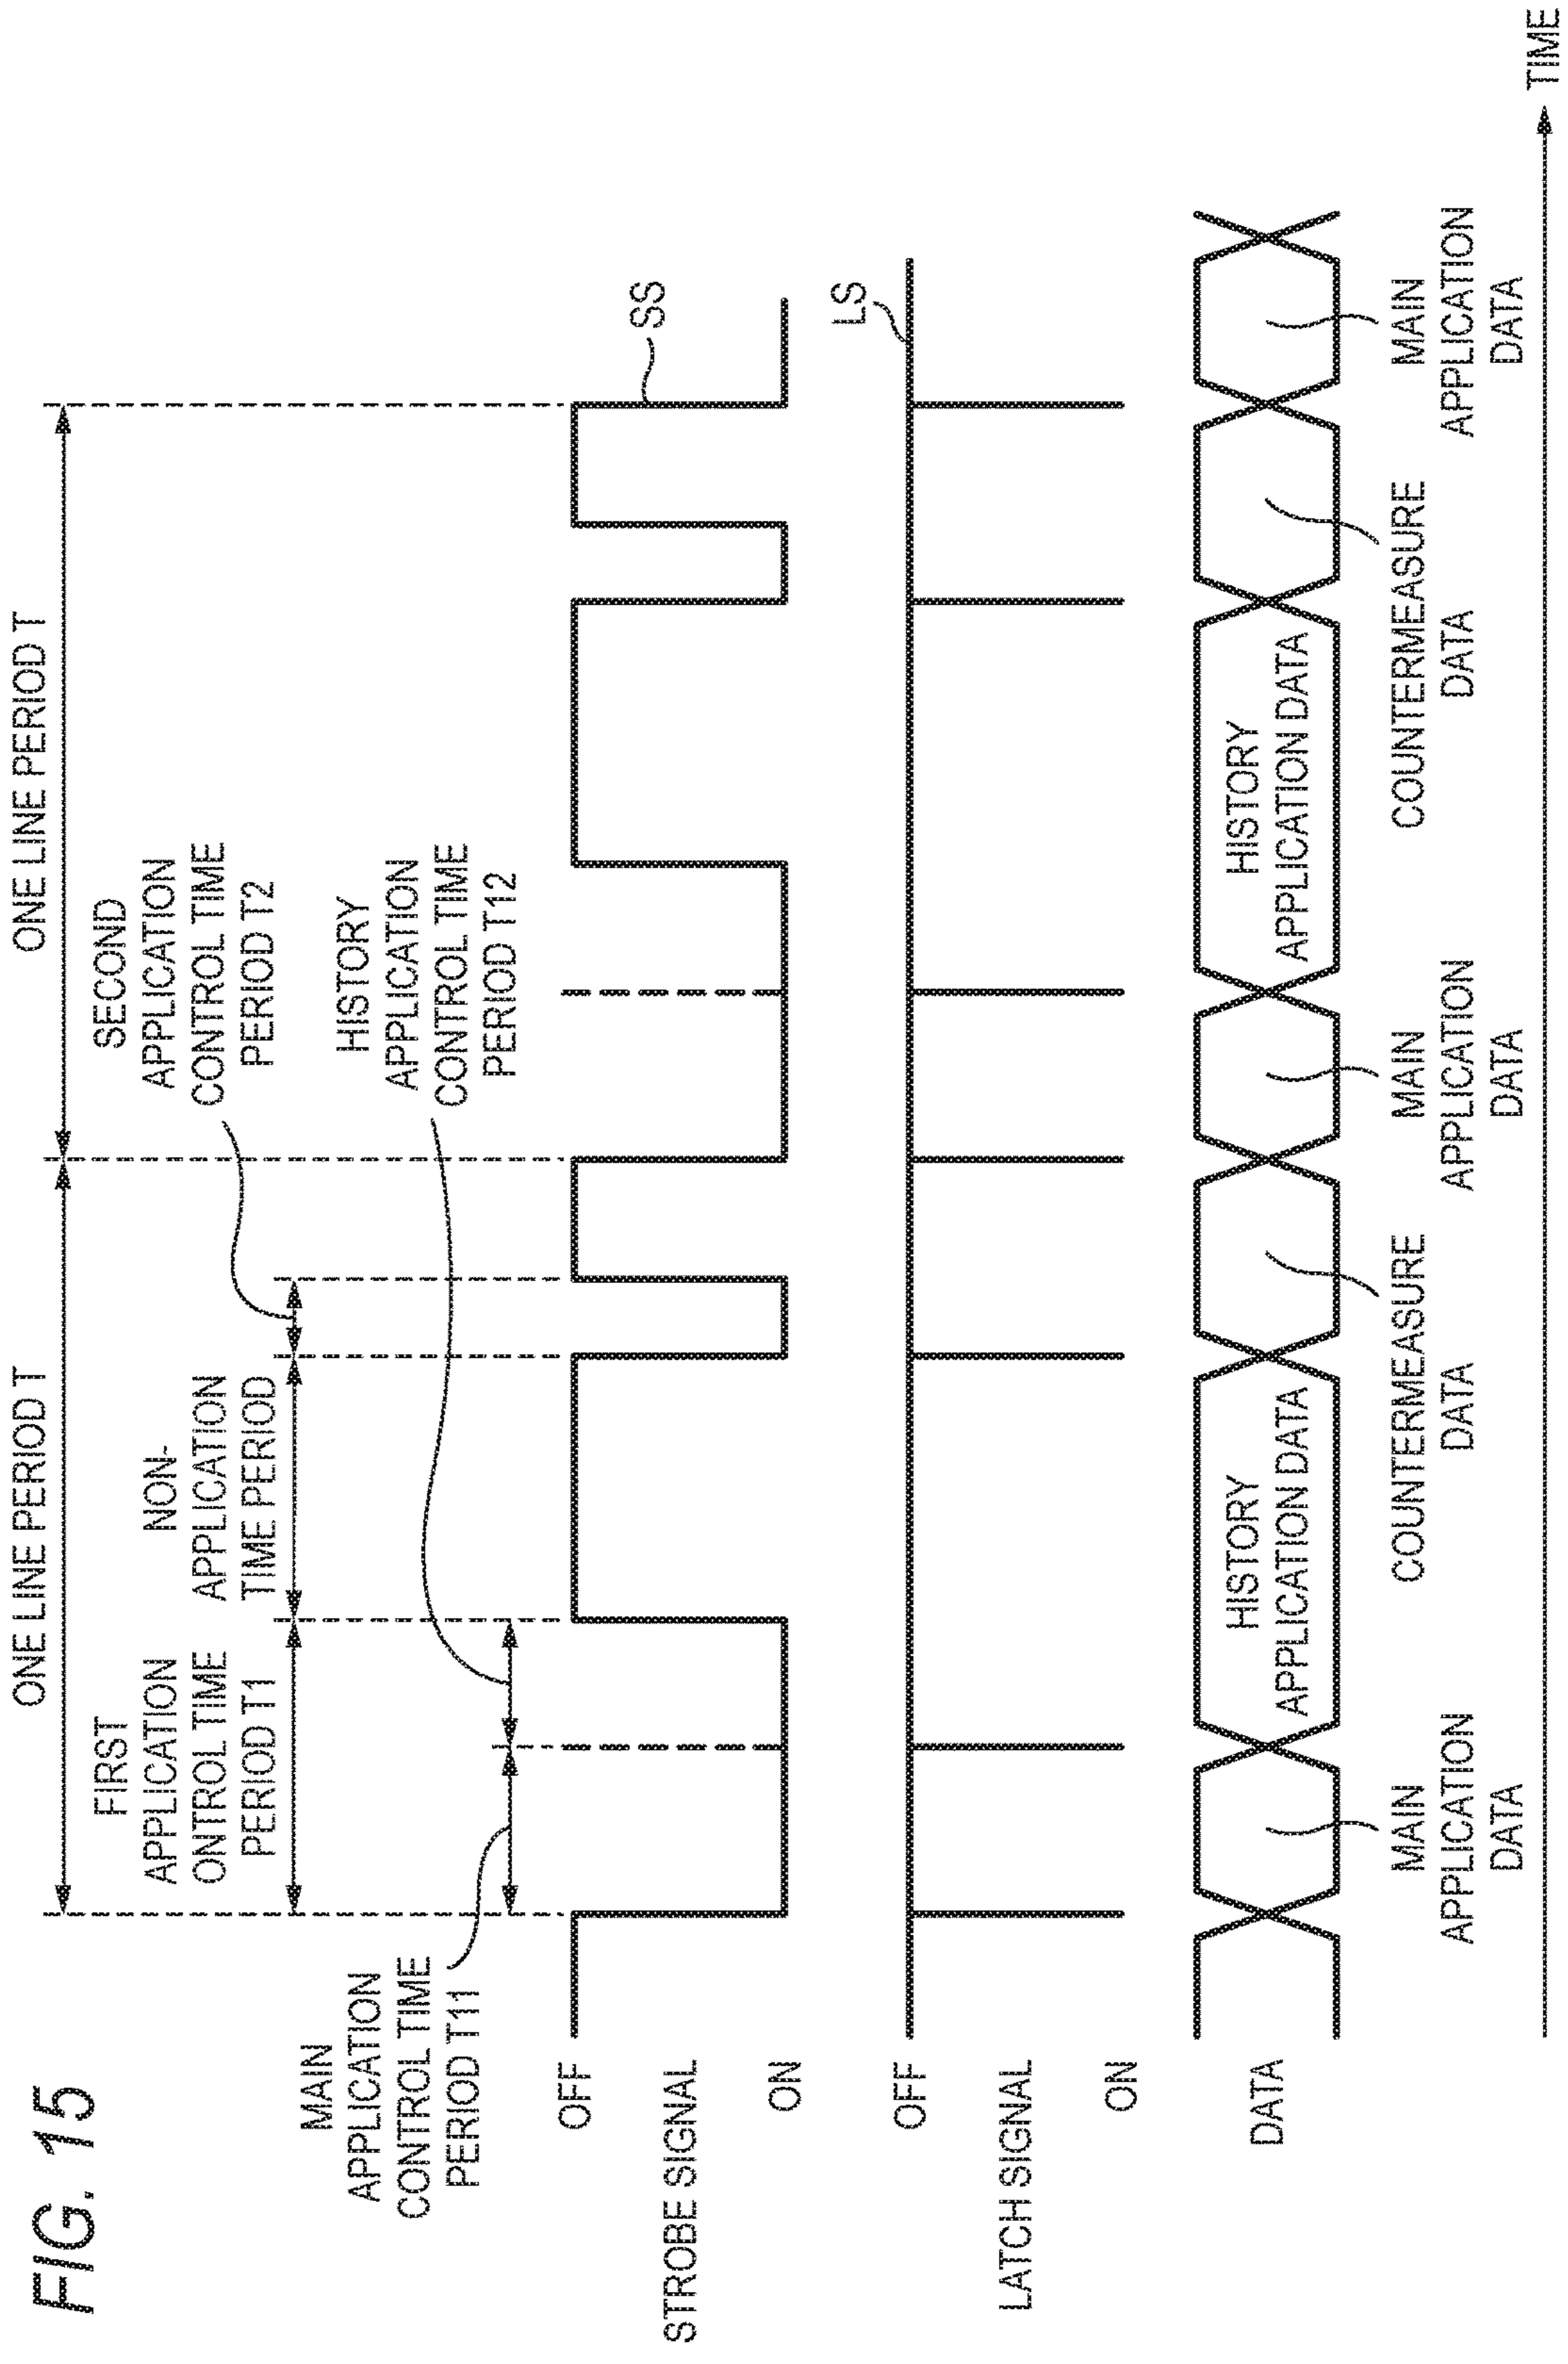 FIG. 15
ONE LINE PERIOD T
ONE LINE PERIOD T
FIRST
APPLICATION
ONTROL TIME
PERIOD T1
NON-
APPLICATION
TIME PERIOD
SECOND
APPLICATION
CONTROL TIME
PERIOD T2
MAIN
APPLICATION
CONTROL TIME
PERIOD T11
HISTORY
APPLICATION
CONTROL TIME
PERIOD T12
OFF
STROBE SIGNAL
ON
SS
OFF
LATCH SIGNAL
ON
LS
DATA
HISTORY
APPLICATION DATA
HISTORY
APPLICATION DATA
MAIN
APPLICATION
DATA
COUNTERMEASURE
DATA
MAIN
APPLICATION
DATA
COUNTERMEASURE
DATA
MAIN
APPLICATION
DATA
TIME